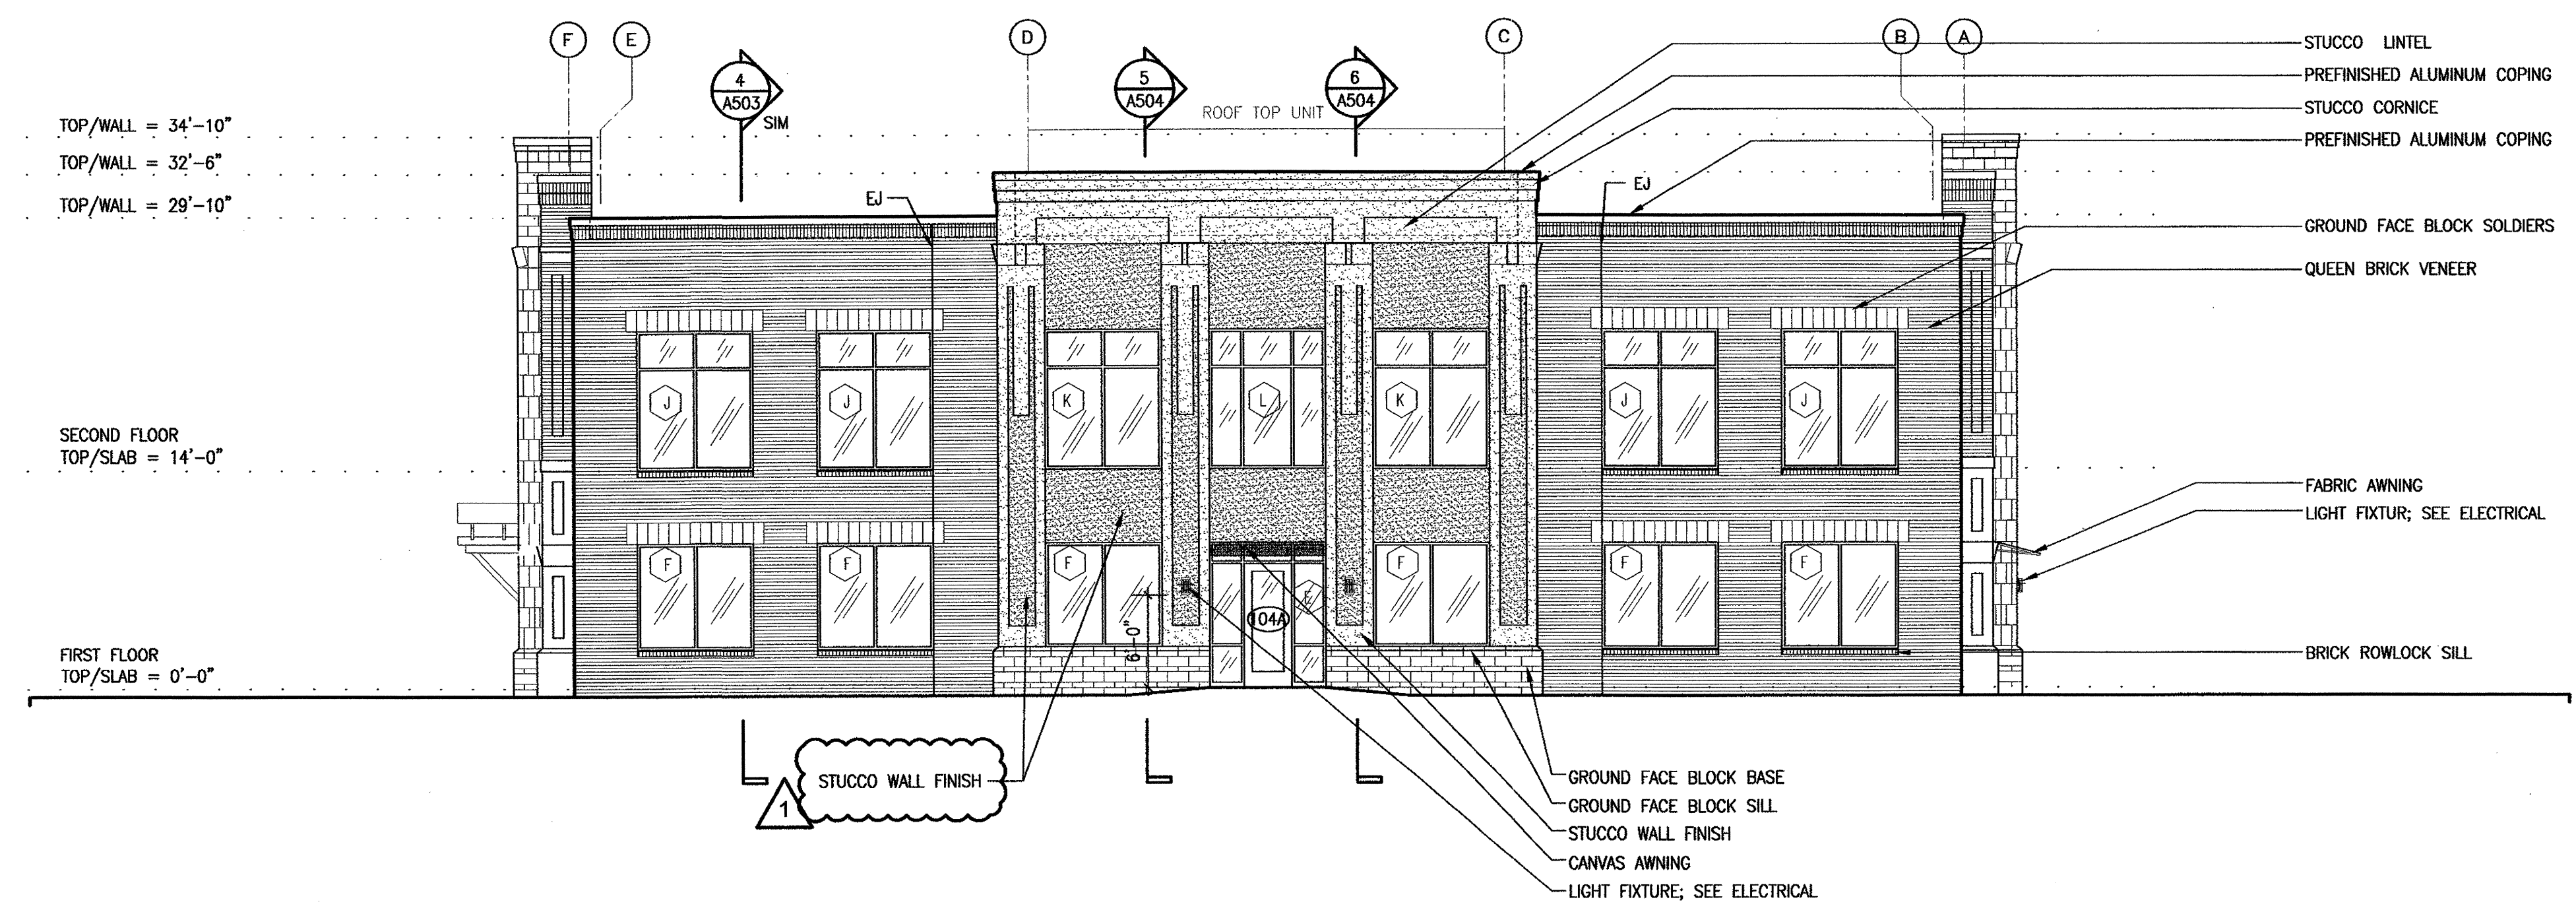 F
E
D
C
B
A
4
A503
SIM
5
A504
6
A504
ROOF TOP UNIT
STUCCO LINTEL
PREFINISHED ALUMINUM COPING
STUCCO CORNICE
PREFINISHED ALUMINUM COPING
TOP/WALL = 34'-10"
TOP/WALL = 32'-6"
TOP/WALL = 29'-10"
EJ
EJ
GROUND FACE BLOCK SOLDIERS
QUEEN BRICK VENEER
J
J
K
L
K
J
J
SECOND FLOOR
TOP/SLAB = 14'-0"
FABRIC AWNING
LIGHT FIXTUR; SEE ELECTRICAL
F
F
F
E
F
F
F
104A
6'-0"
FIRST FLOOR
TOP/SLAB = 0'-0"
BRICK ROWLOCK SILL
1
STUCCO WALL FINISH
GROUND FACE BLOCK BASE
GROUND FACE BLOCK SILL
STUCCO WALL FINISH
CANVAS AWNING
LIGHT FIXTURE; SEE ELECTRICAL